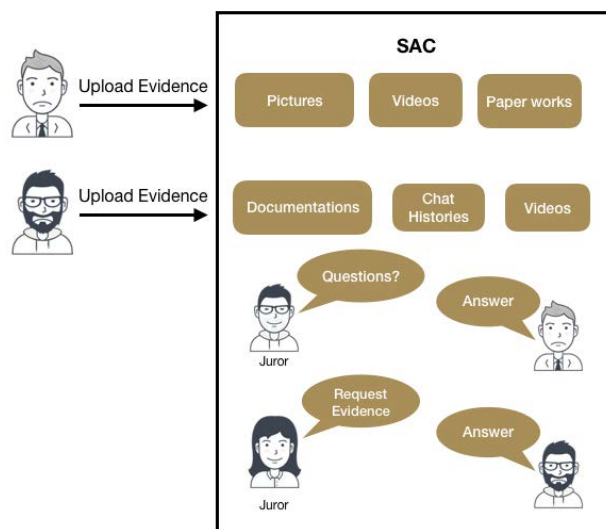 SAC
Upload Evidence
Pictures
Videos
Paper works
Upload Evidence
Documentations
Chat
Histories
Videos
Questions?
Answer
Juror
Request
Evidence
Answer
Juror